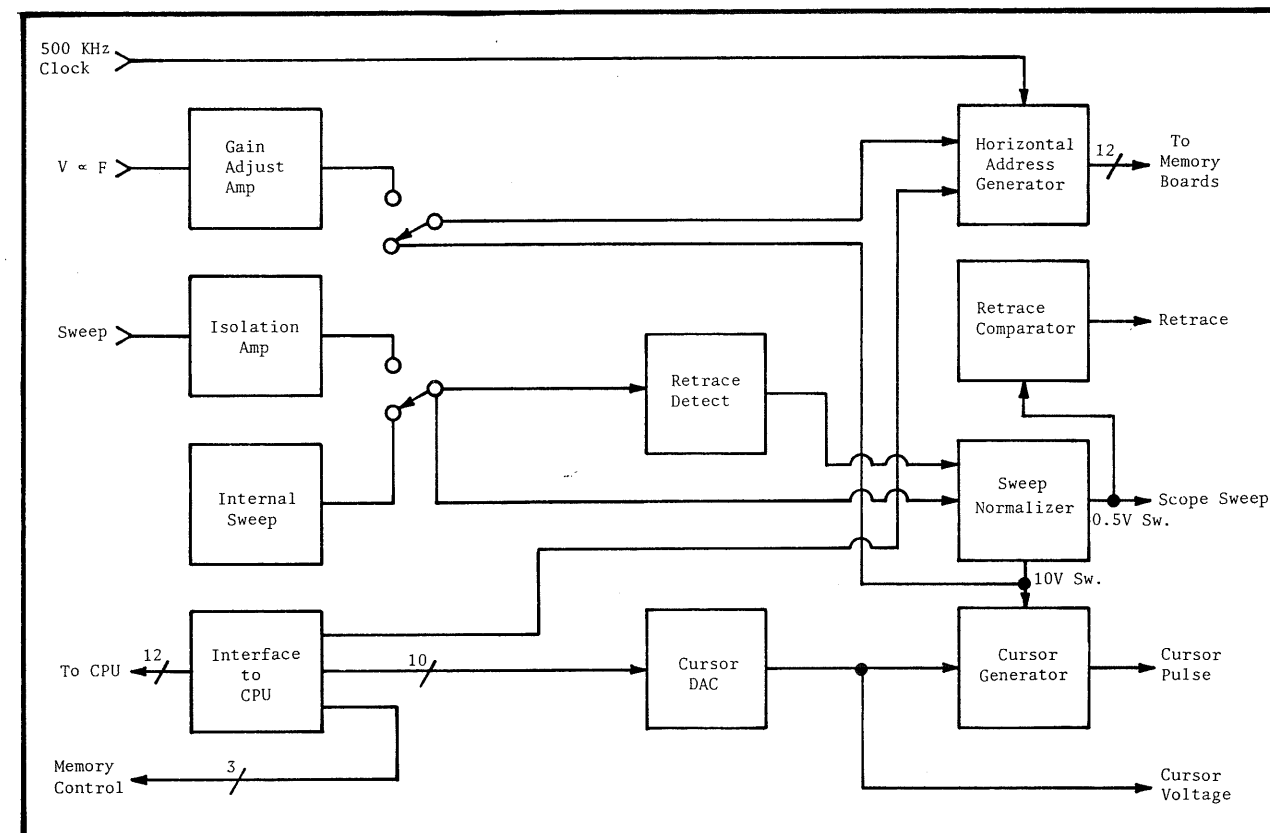 500 KHz
Clock
V ∝ F
Gain
Adjust
Amp
Horizontal
Address
Generator
12
To
Memory
Boards
Sweep
Isolation
Amp
Retrace
Comparator
Retrace
Retrace
Detect
Internal
Sweep
Sweep
Normalizer
Scope Sweep
0.5V Sw.
10V Sw.
To CPU
12
Interface
to
CPU
10
Cursor
DAC
Cursor
Generator
Cursor
Pulse
Memory
Control
3
Cursor
Voltage